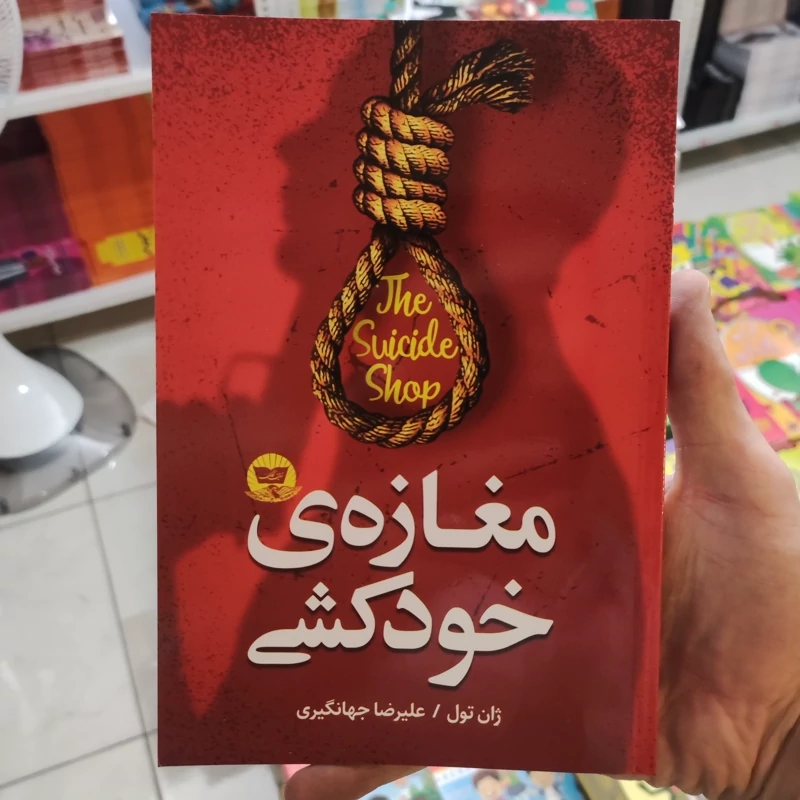 The
Suicide
Shop
مغازه‌ی
خودکشی
ژان تول / علیرضا جهانگیری